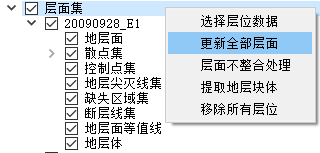 层面集
20090928_E1
地层面
散点集
控制点集
地层尖灭线集
缺失区域集
断层线集
地层面等值线
地层体
选择层位数据
更新全部层面
层面不整合处理
提取地层块体
移除所有层位